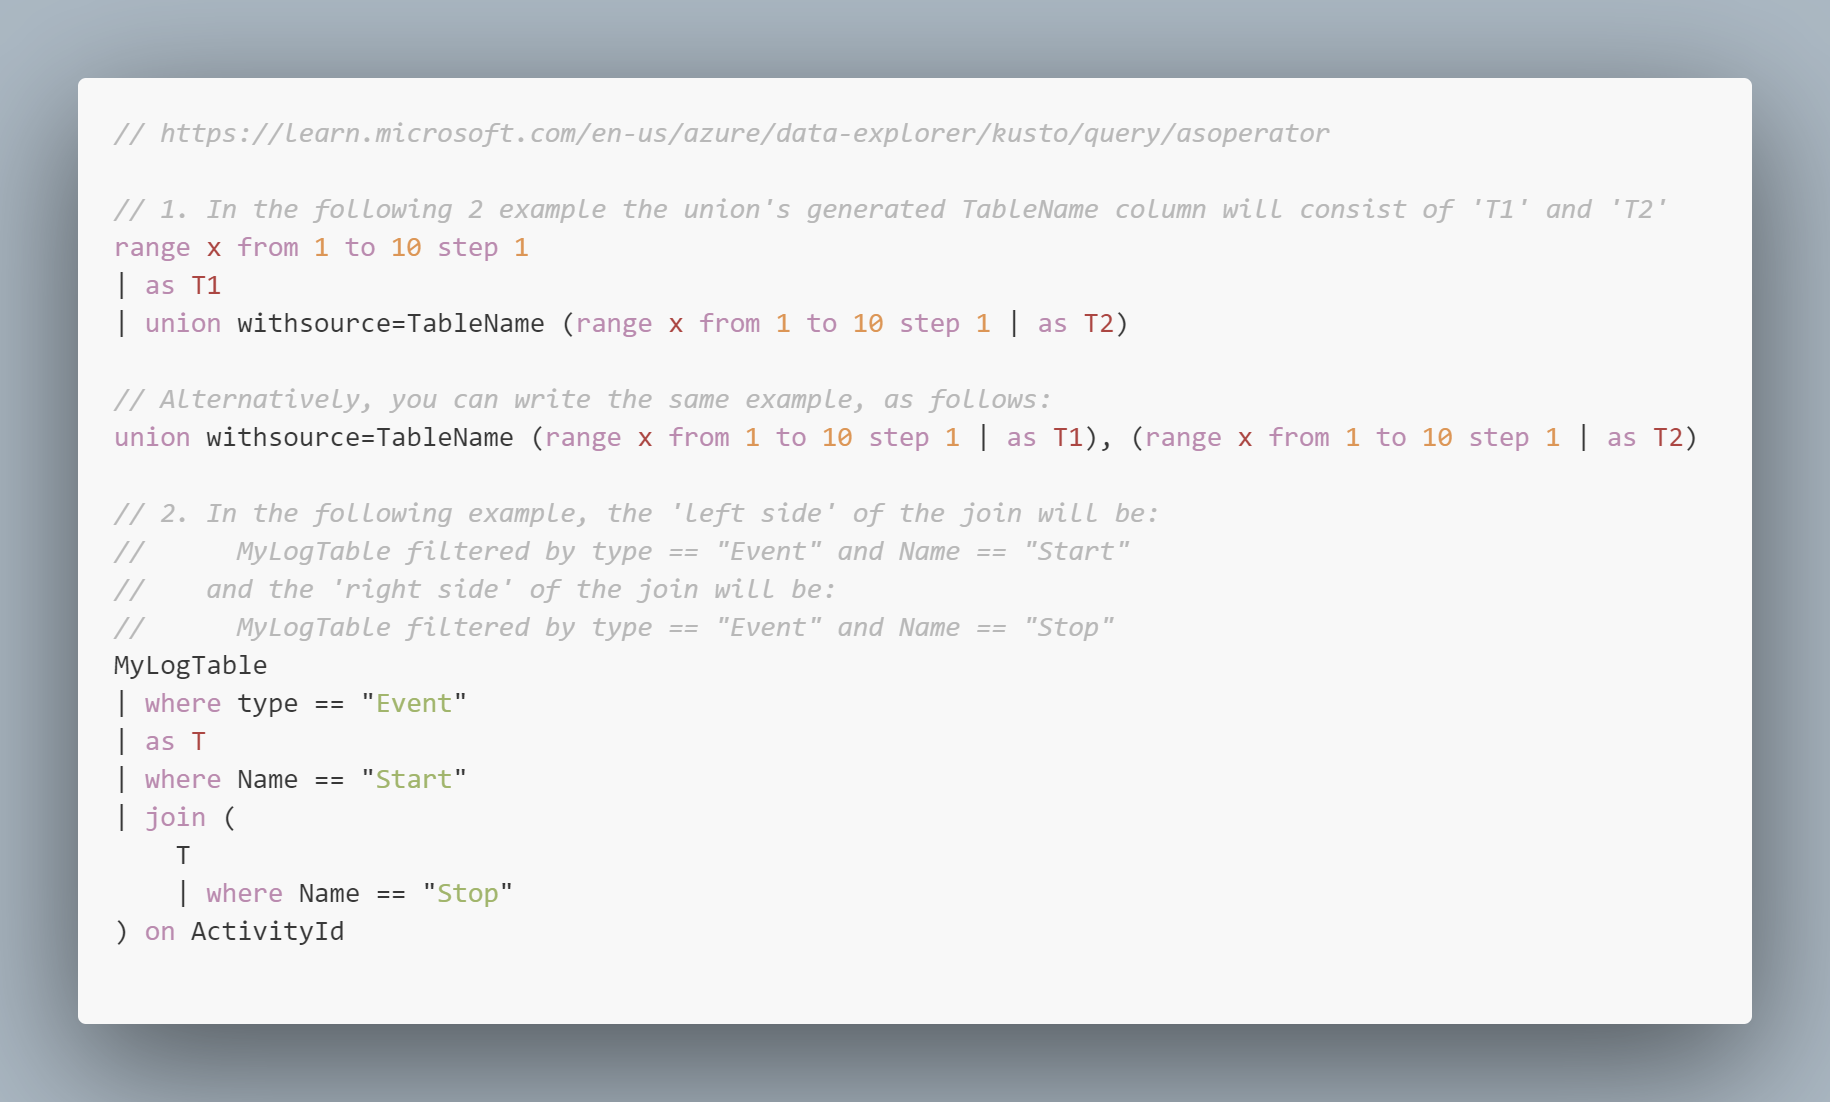 // https://learn.microsoft.com/en-us/azure/data-explorer/kusto/query/asoperator
// 1. In the following 2 example the union's generated TableName column will consist of 'T1' and 'T2'
range x from 1 to 10 step 1
| as T1
| union withsource=TableName (range x from 1 to 10 step 1 | as T2)
// Alternatively, you can write the same example, as follows:
union withsource=TableName (range x from 1 to 10 step 1 | as T1), (range x from 1 to 10 step 1 | as T2)
// 2. In the following example, the 'left side' of the join will be:
//      MyLogTable filtered by type == "Event" and Name == "Start"
//    and the 'right side' of the join will be:
//      MyLogTable filtered by type == "Event" and Name == "Stop"
MyLogTable
| where type == "Event"
| as T
| where Name == "Start"
| join (
    T
    | where Name == "Stop"
) on ActivityId